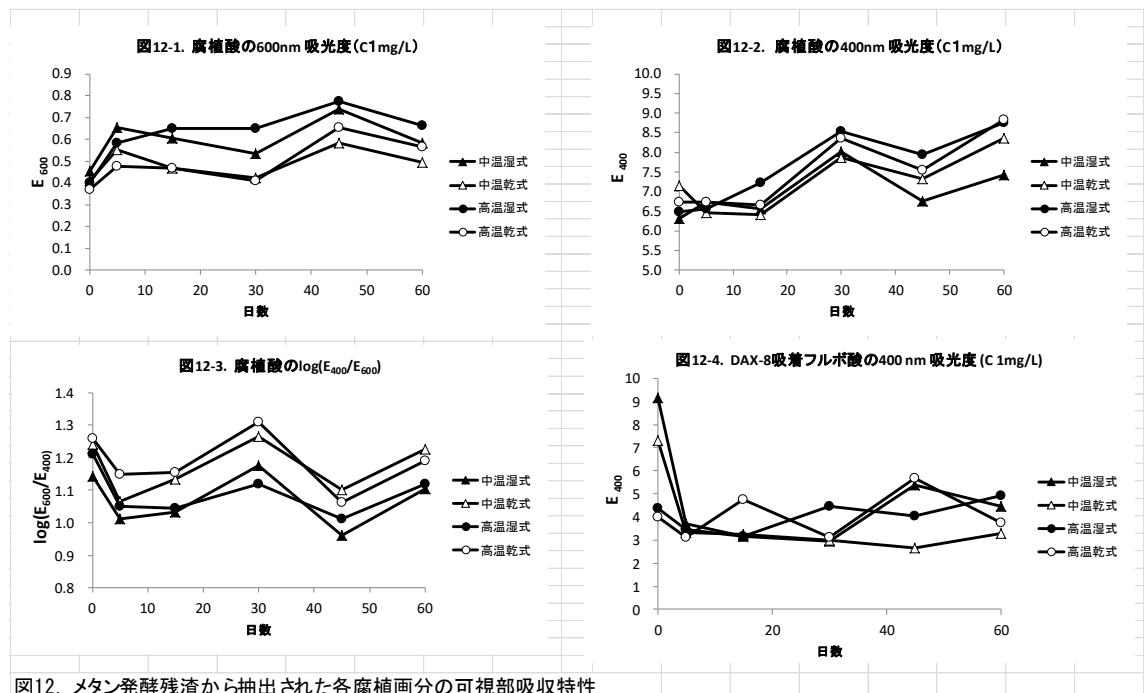 図12-1. 腐植酸の600nm 吸光度(C1mg/L)
E 600
0.9
0.8
0.7
0.6
0.5
0.4
0.3
0.2
0.1
0.0
0 10 20 30 40 50 60
日数
中温湿式
中温乾式
高温湿式
高温乾式
図12-2. 腐植酸の400nm 吸光度(C1mg/L)
E 400
10.0
9.5
9.0
8.5
8.0
7.5
7.0
6.5
6.0
5.5
5.0
0 10 20 30 40 50 60
日数
中温湿式
中温乾式
高温湿式
高温乾式
図12-3. 腐植酸のlog(E400/E600)
log(E600/E400)
1.4
1.3
1.2
1.1
1.0
0.9
0.8
0 15 30 45 60
日数
中温湿式
中温乾式
高温湿式
高温乾式
図12-4. DAX-8吸着フルボ酸の400 nm 吸光度 (C 1mg/L)
E 400
10
9
8
7
6
5
4
3
2
1
0
0 20 40 60
日数
中温湿式
中温乾式
高温湿式
高温乾式
図12. メタン発酵残渣から抽出された各腐植画分の可視部吸収特性